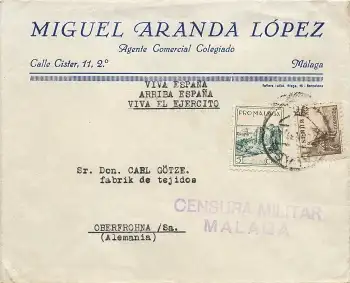 MIGUEL ARANDA LÓPEZ
Agente Comercial Colegiado
Calle Cister, 11, 2.º
Málaga
VIVA ESPAÑA
ARRIBA ESPAÑA
VIVA EL EJERCITO
PRO MALAGA
ESPAÑA
Sr. Don. CARL GÖTZE.
fabrik de tejidos
CENSURA MILITAR
MALAGA
OBERFROHNA /Sa.
(Alemania)